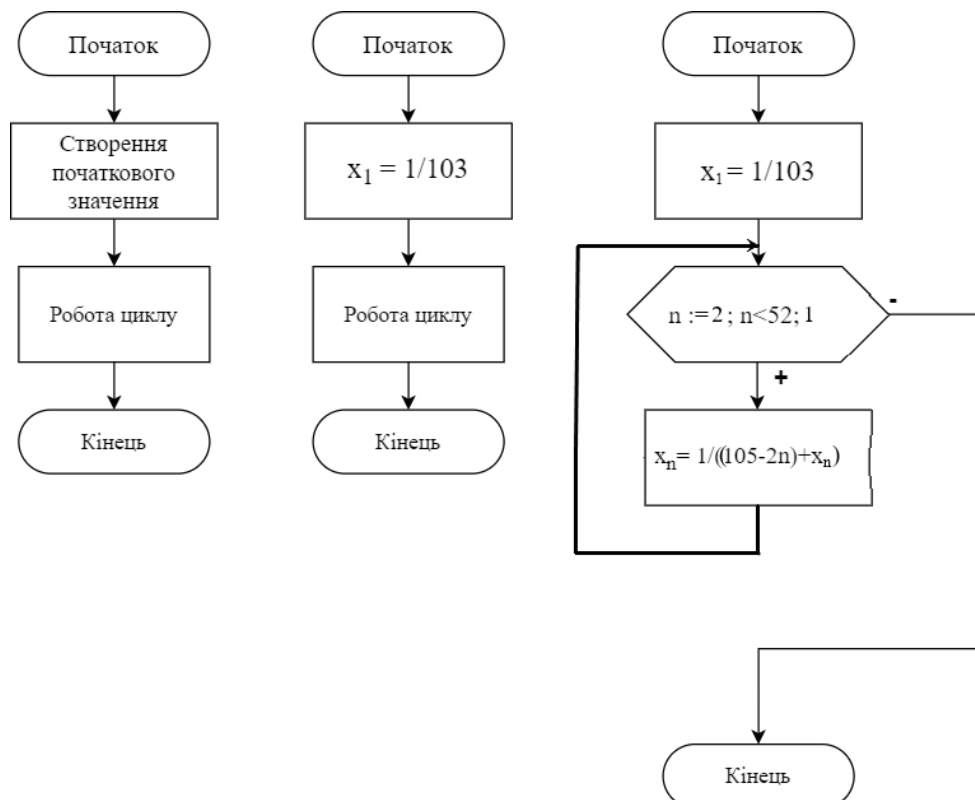 Початок
Створення
початкового
значення
Робота циклу
Кінець
Початок
x₁ = 1/103
Робота циклу
Кінець
Початок
x₁ = 1/103
n := 2 ; n<52; 1
-
+
xₙ= 1/((105-2n)+xₙ)
Кінець